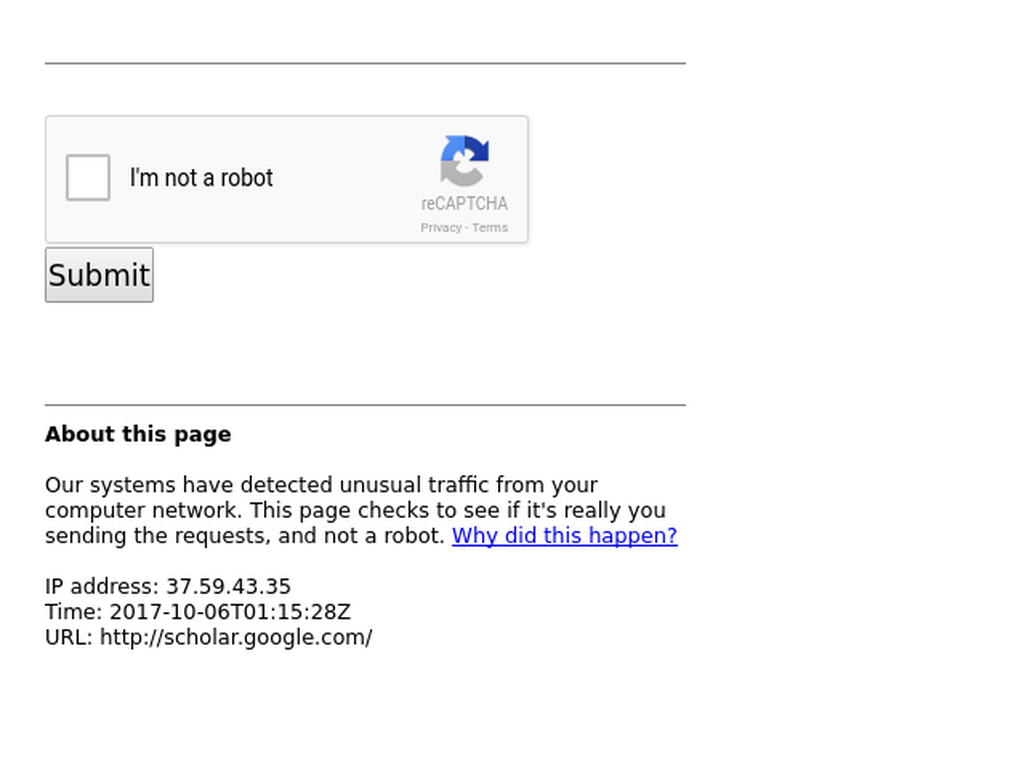 I'm not a robot
reCAPTCHA
Privacy - Terms
Submit
About this page
Our systems have detected unusual traffic from your
computer network. This page checks to see if it's really you
sending the requests, and not a robot. Why did this happen?
IP address: 37.59.43.35
Time: 2017-10-06T01:15:28Z
URL: http://scholar.google.com/